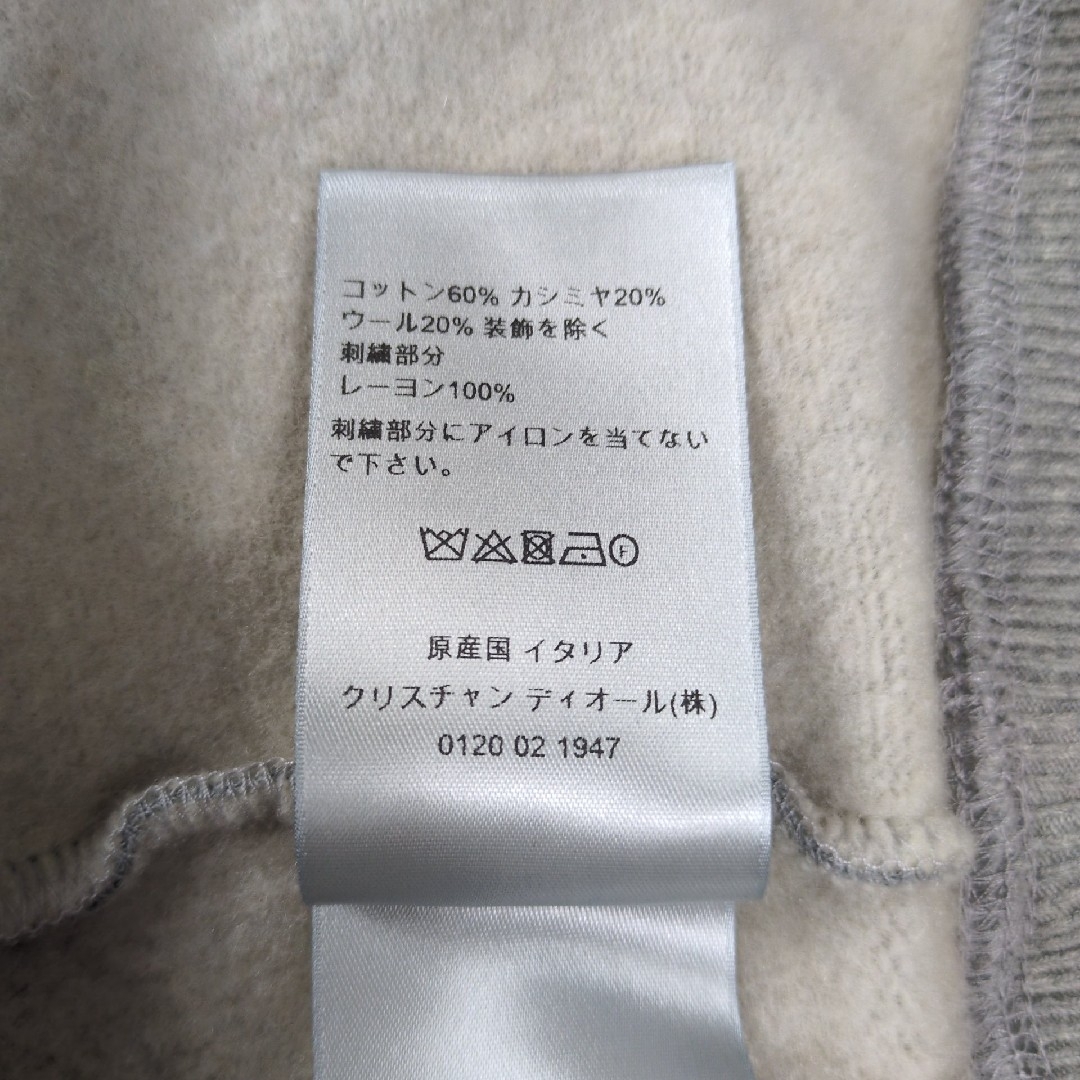 コットン60% カシミヤ20%
ウール20% 装飾を除く
刺繍部分
レーヨン100%
刺繍部分にアイロンを当てない
で下さい。
F
原産国 イタリア
クリスチャン ディオール(株)
0120 02 1947